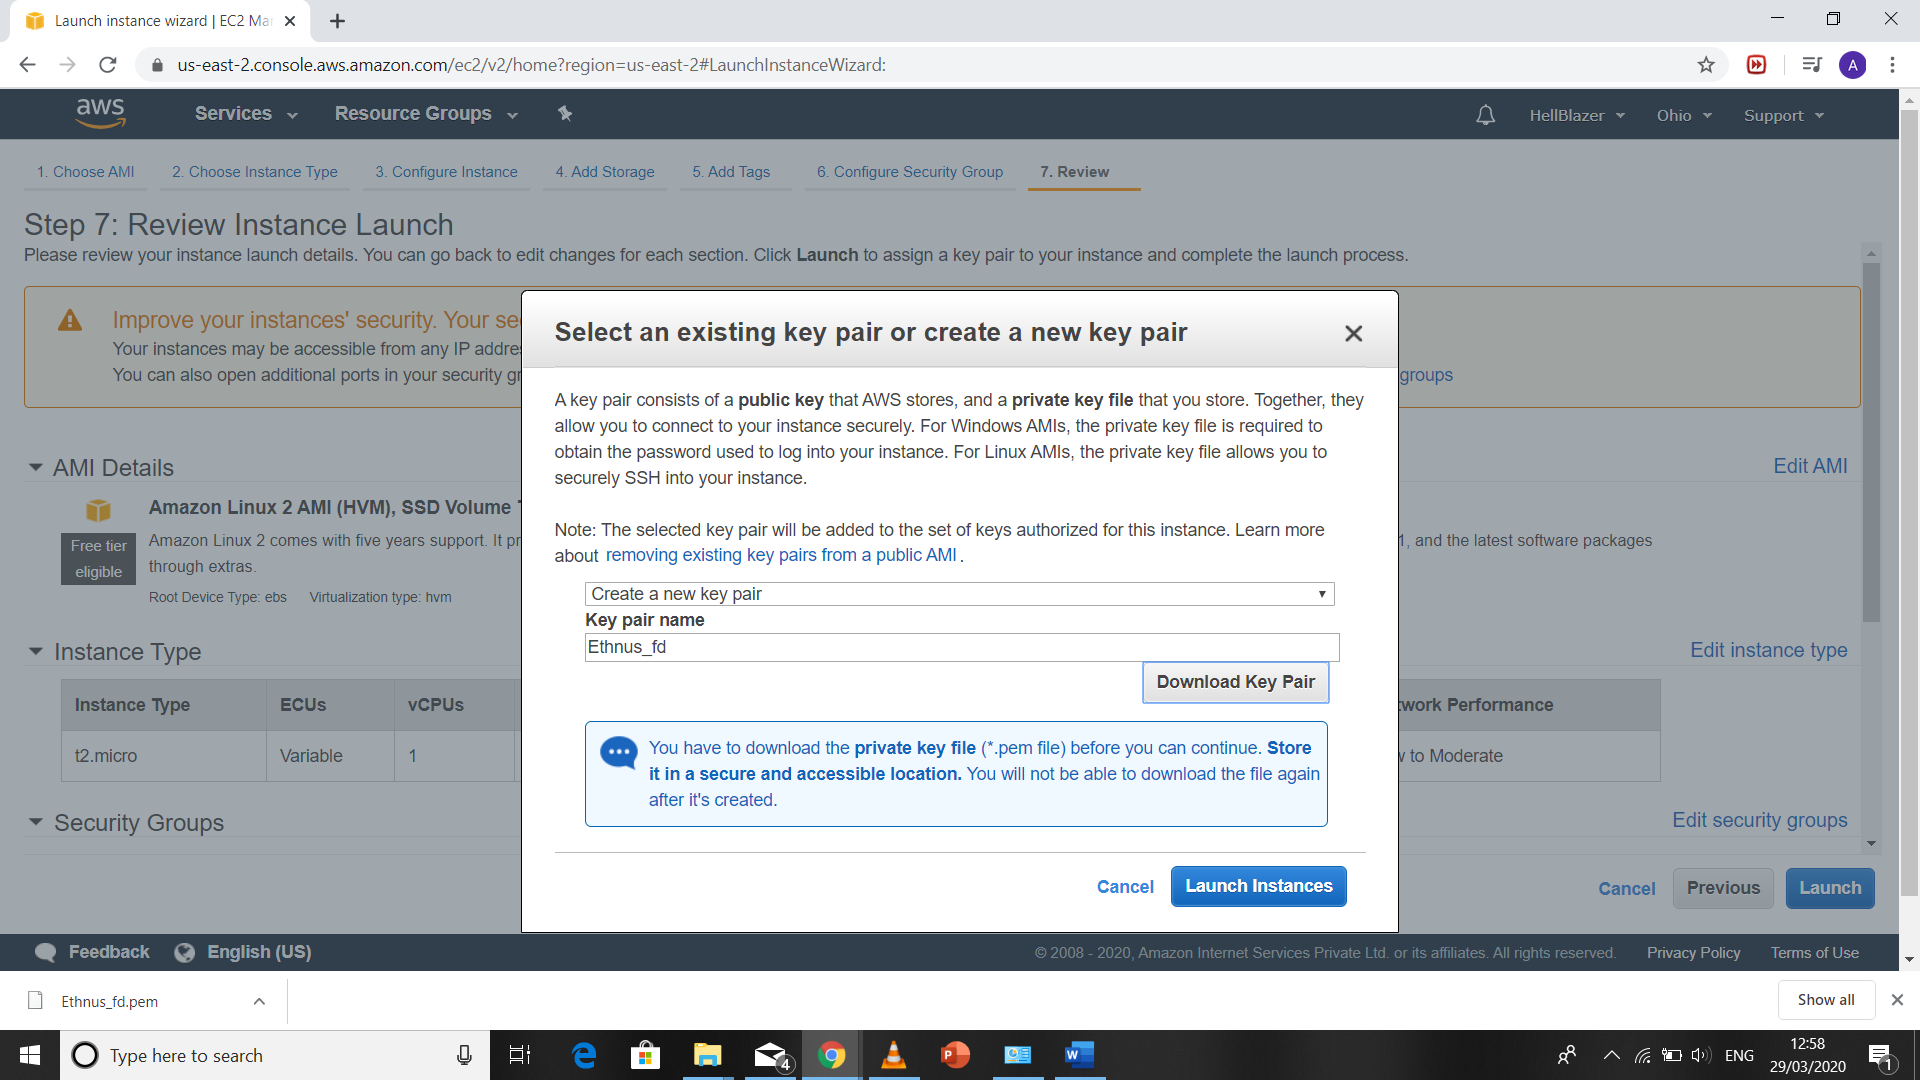 Launch instance wizard | EC2 Mar
us-east-2.console.aws.amazon.com/ec2/v2/home?region=us-east-2#LaunchInstanceWizard:
A
aws
Services
Resource Groups
HellBlazer
Ohio
Support
1. Choose AMI
2. Choose Instance Type
3. Configure Instance
4. Add Storage
5. Add Tags
6. Configure Security Group
7. Review
Step 7: Review Instance Launch
Please review your instance launch details. You can go back to edit changes for each section. Click Launch to assign a key pair to your instance and complete the launch process.
Improve your instances' security. Your se
Your instances may be accessible from any IP addre
You can also open additional ports in your security gr
groups
Select an existing key pair or create a new key pair
A key pair consists of a public key that AWS stores, and a private key file that you store. Together, they
allow you to connect to your instance securely. For Windows AMIs, the private key file is required to
obtain the password used to log into your instance. For Linux AMIs, the private key file allows you to
securely SSH into your instance.
Note: The selected key pair will be added to the set of keys authorized for this instance. Learn more
about removing existing key pairs from a public AMI .
Create a new key pair
Key pair name
Ethnus_fd
Download Key Pair
You have to download the private key file (*.pem file) before you can continue. Store
it in a secure and accessible location. You will not be able to download the file again
after it's created.
Cancel
Launch Instances
AMI Details
Edit AMI
Amazon Linux 2 AMI (HVM), SSD Volume
Free tier
eligible
Amazon Linux 2 comes with five years support. It pr
1, and the latest software packages
through extras.
Root Device Type: ebs
Virtualization type: hvm
Instance Type
Edit instance type
Instance Type
ECUs
vCPUs
work Performance
t2.micro
Variable
1
to Moderate
Security Groups
Edit security groups
Cancel
Previous
Launch
Feedback
English (US)
© 2008 - 2020, Amazon Internet Services Private Ltd. or its affiliates. All rights reserved.
Privacy Policy
Terms of Use
Ethnus_fd.pem
Show all
Type here to search
4
ENG
12:58
29/03/2020
1